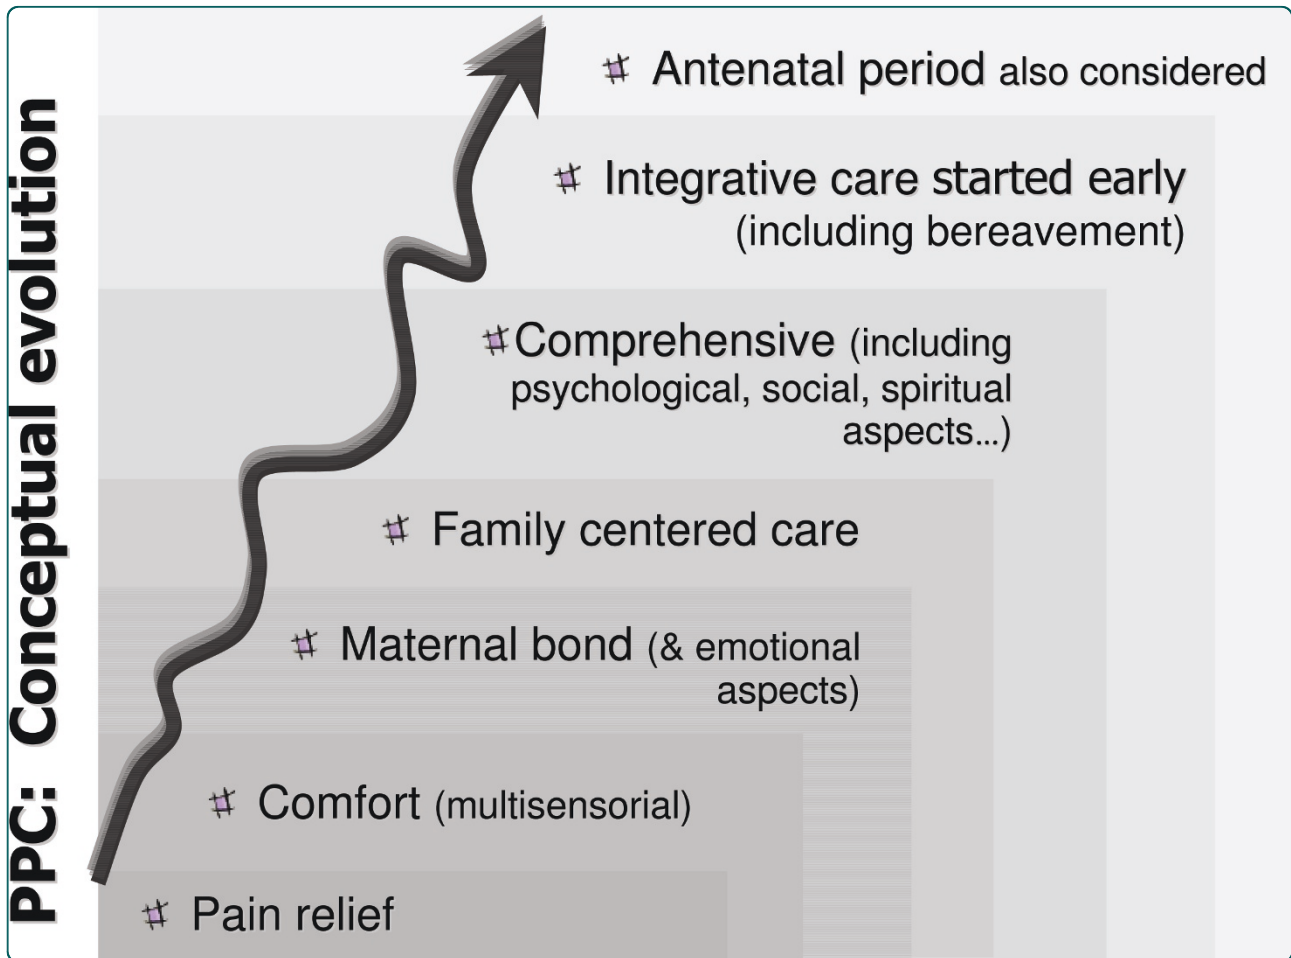 PPC: Conceptual evolution
Antenatal period also considered
Integrative care started early
(including bereavement)
Comprehensive (including
psychological, social, spiritual
aspects...)
Family centered care
Maternal bond (& emotional
aspects)
Comfort (multisensorial)
Pain relief